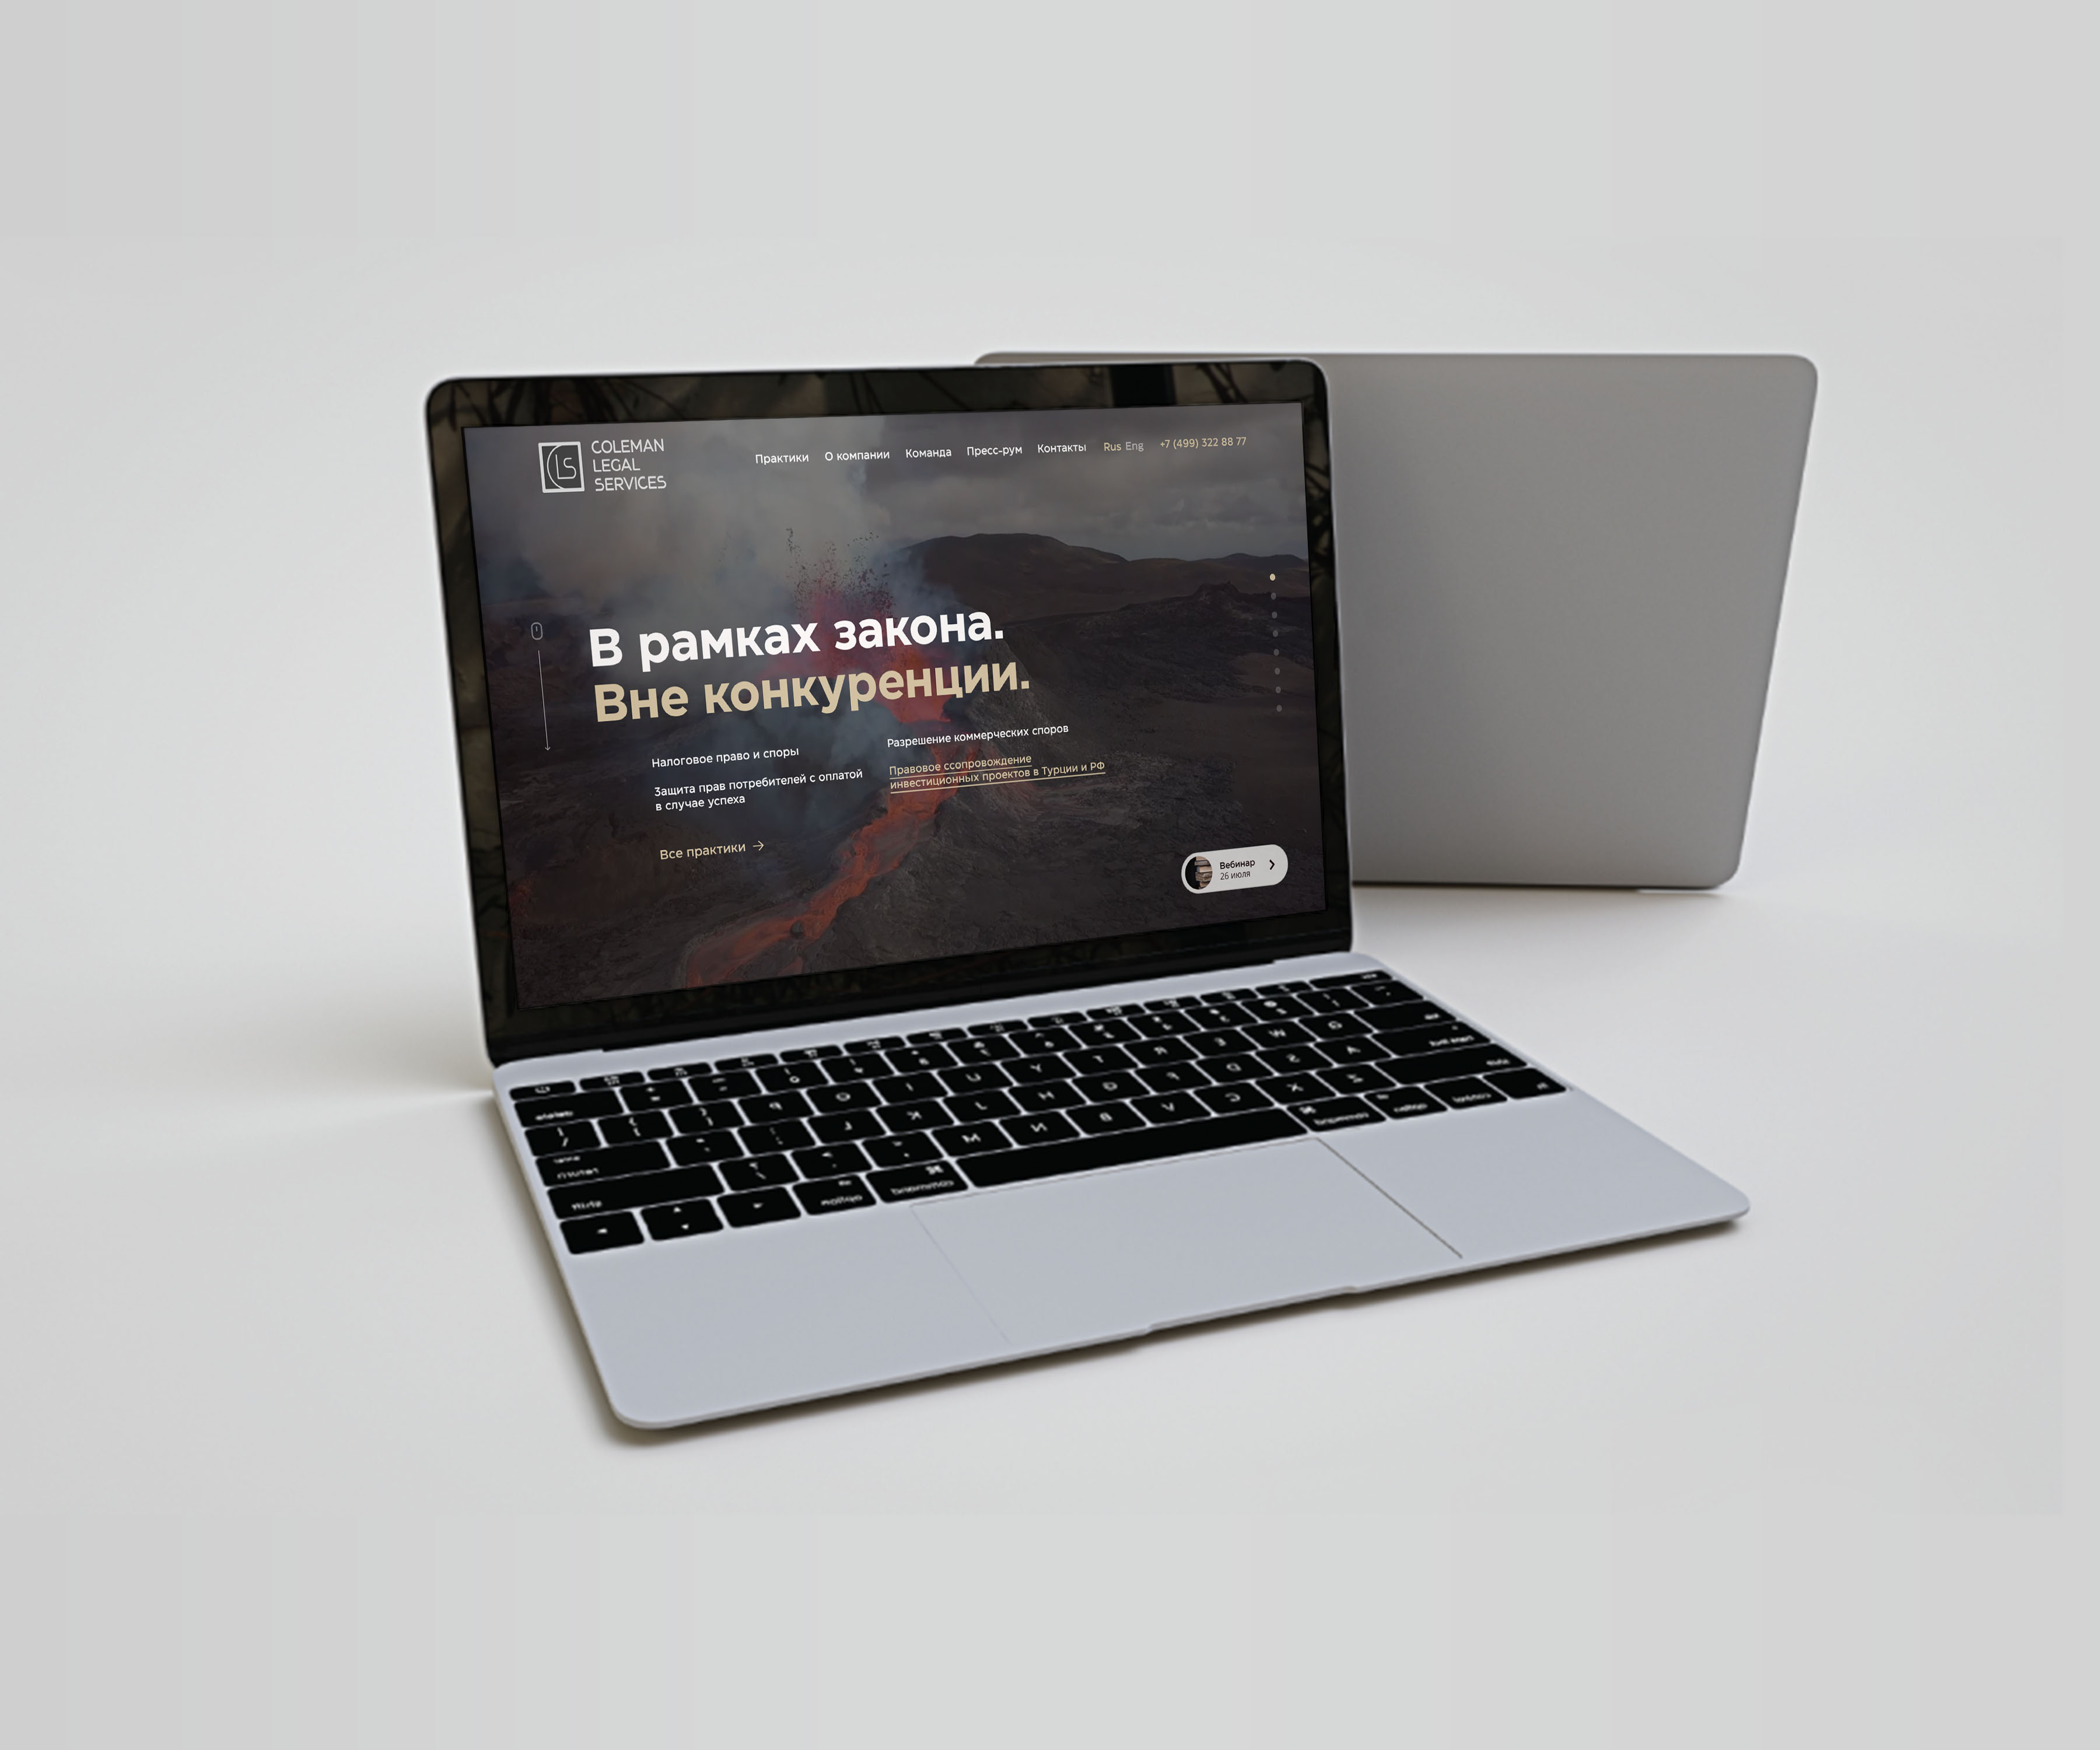 COLEMAN
LEGAL
SERVICES
Практики О компании Команда Пресс-рум Контакты Rus Eng +7 (499) 322 88 77
В рамках закона.
Вне конкуренции.
Налоговое право и споры
Защита прав потребителей с оплатой
в случае успеха
Разрешение коммерческих споров
Правовое ссопровождение
инвестиционных проектов в Турции и РФ
Все практики
Вебинар
26 июля